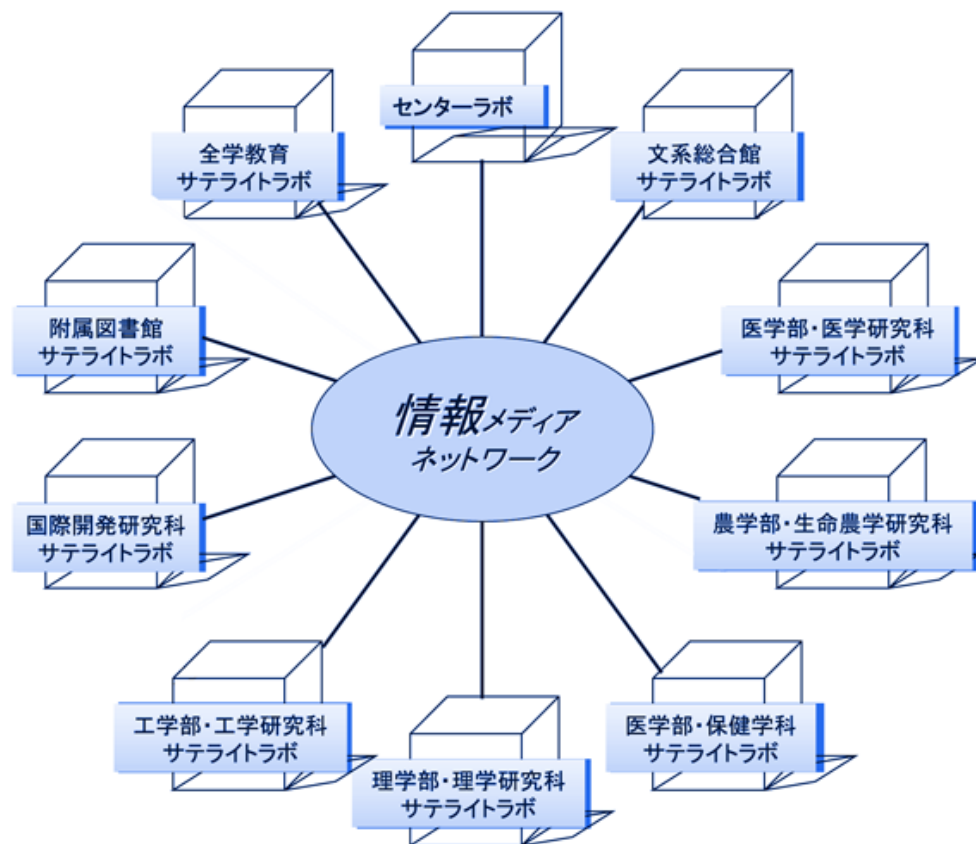 センターラボ
全学教育
サテライトラボ
文系総合館
サテライトラボ
附属図書館
サテライトラボ
医学部・医学研究科
サテライトラボ
情報メディア
ネットワーク
国際開発研究科
サテライトラボ
農学部・生命農学研究科
サテライトラボ
工学部・工学研究科
サテライトラボ
理学部・理学研究科
サテライトラボ
医学部・保健学科
サテライトラボ